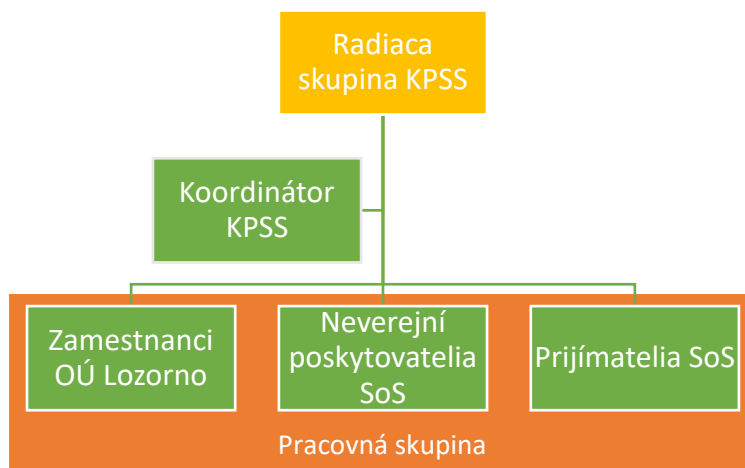 Radiaca
skupina KPSS
Koordinátor
KPSS
Zamestnanci
OÚ Lozorno
Neverejní
poskytovatelia
SoS
Prijímatelia SoS
Pracovná skupina